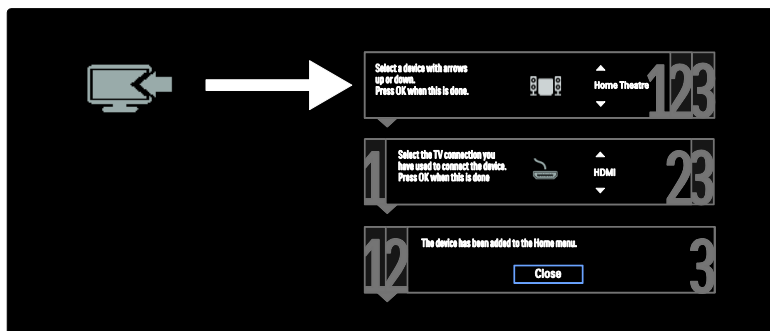 Select a device with arrows
up or down.
Press OK when this is done.
Home Theatre
123
1
Select the TV connection you
have used to connect the device.
Press OK when this is done
HDMI
23
12
The device has been added to the Home menu.
Close
3